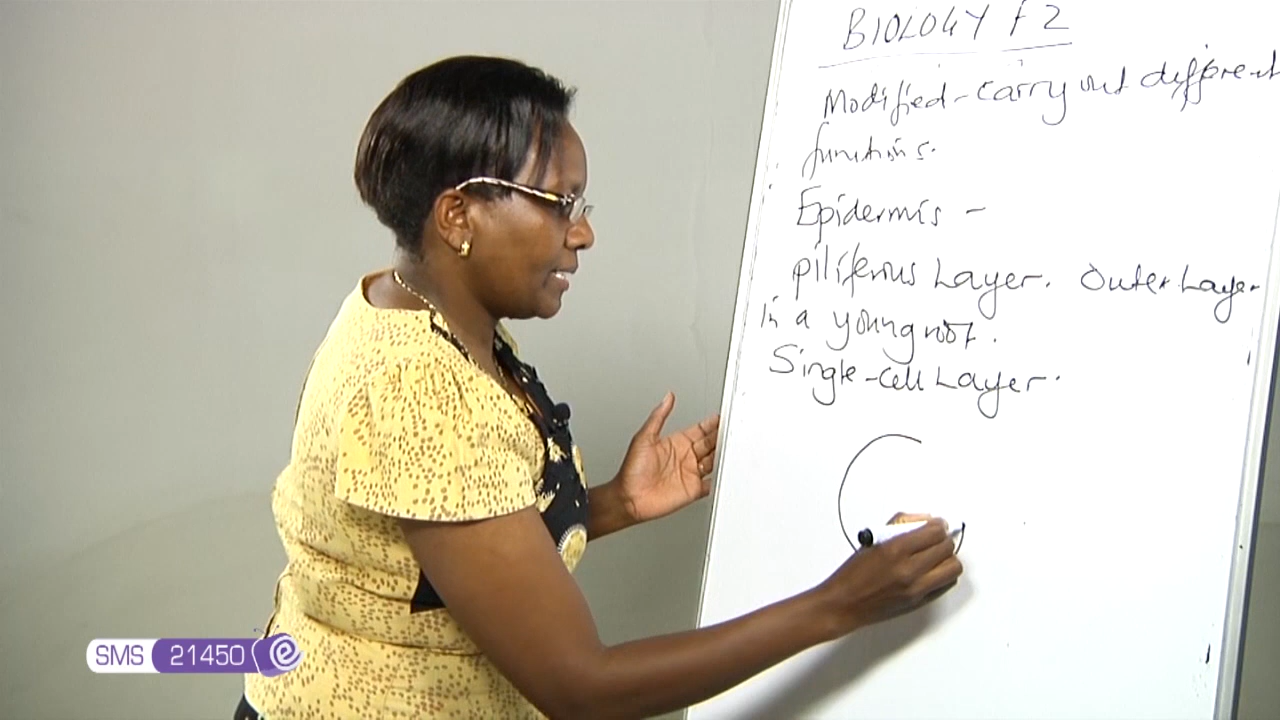 BIOLOGY F2
Modified - carry out different
functions.
Epidermis -
piliferous Layer. Outer Layer
in a young root.
Single-cell Layer.
SMS 21450